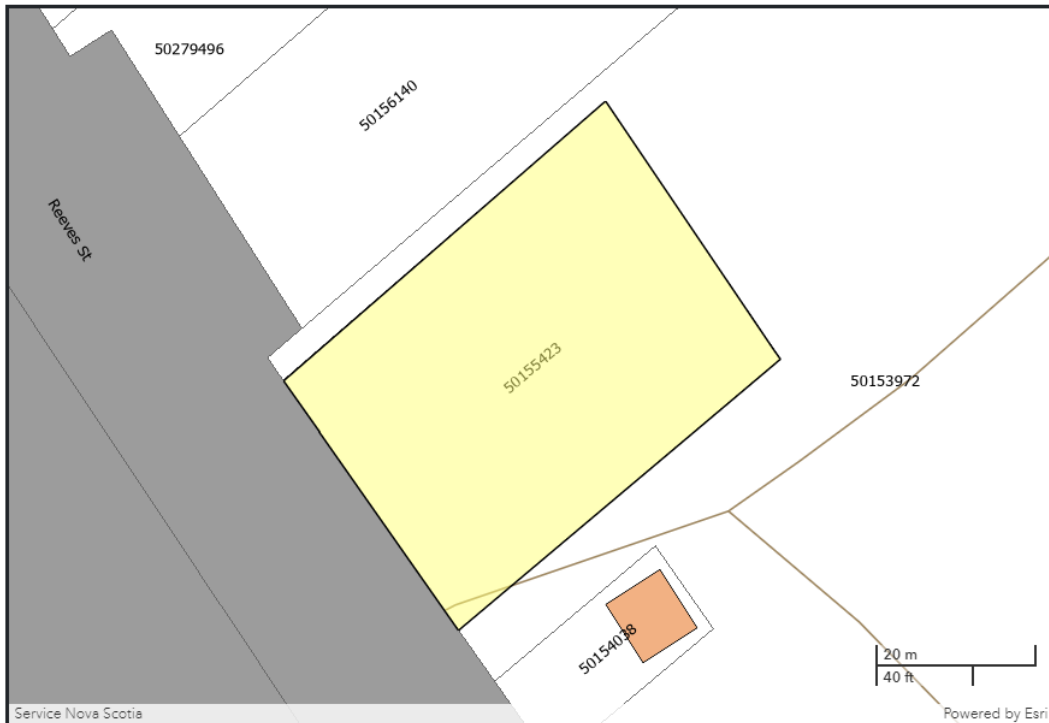 50279496
50156140
Reeves St
50155423
50153972
50154038
20 m
40 ft
Service Nova Scotia
Powered by Esri